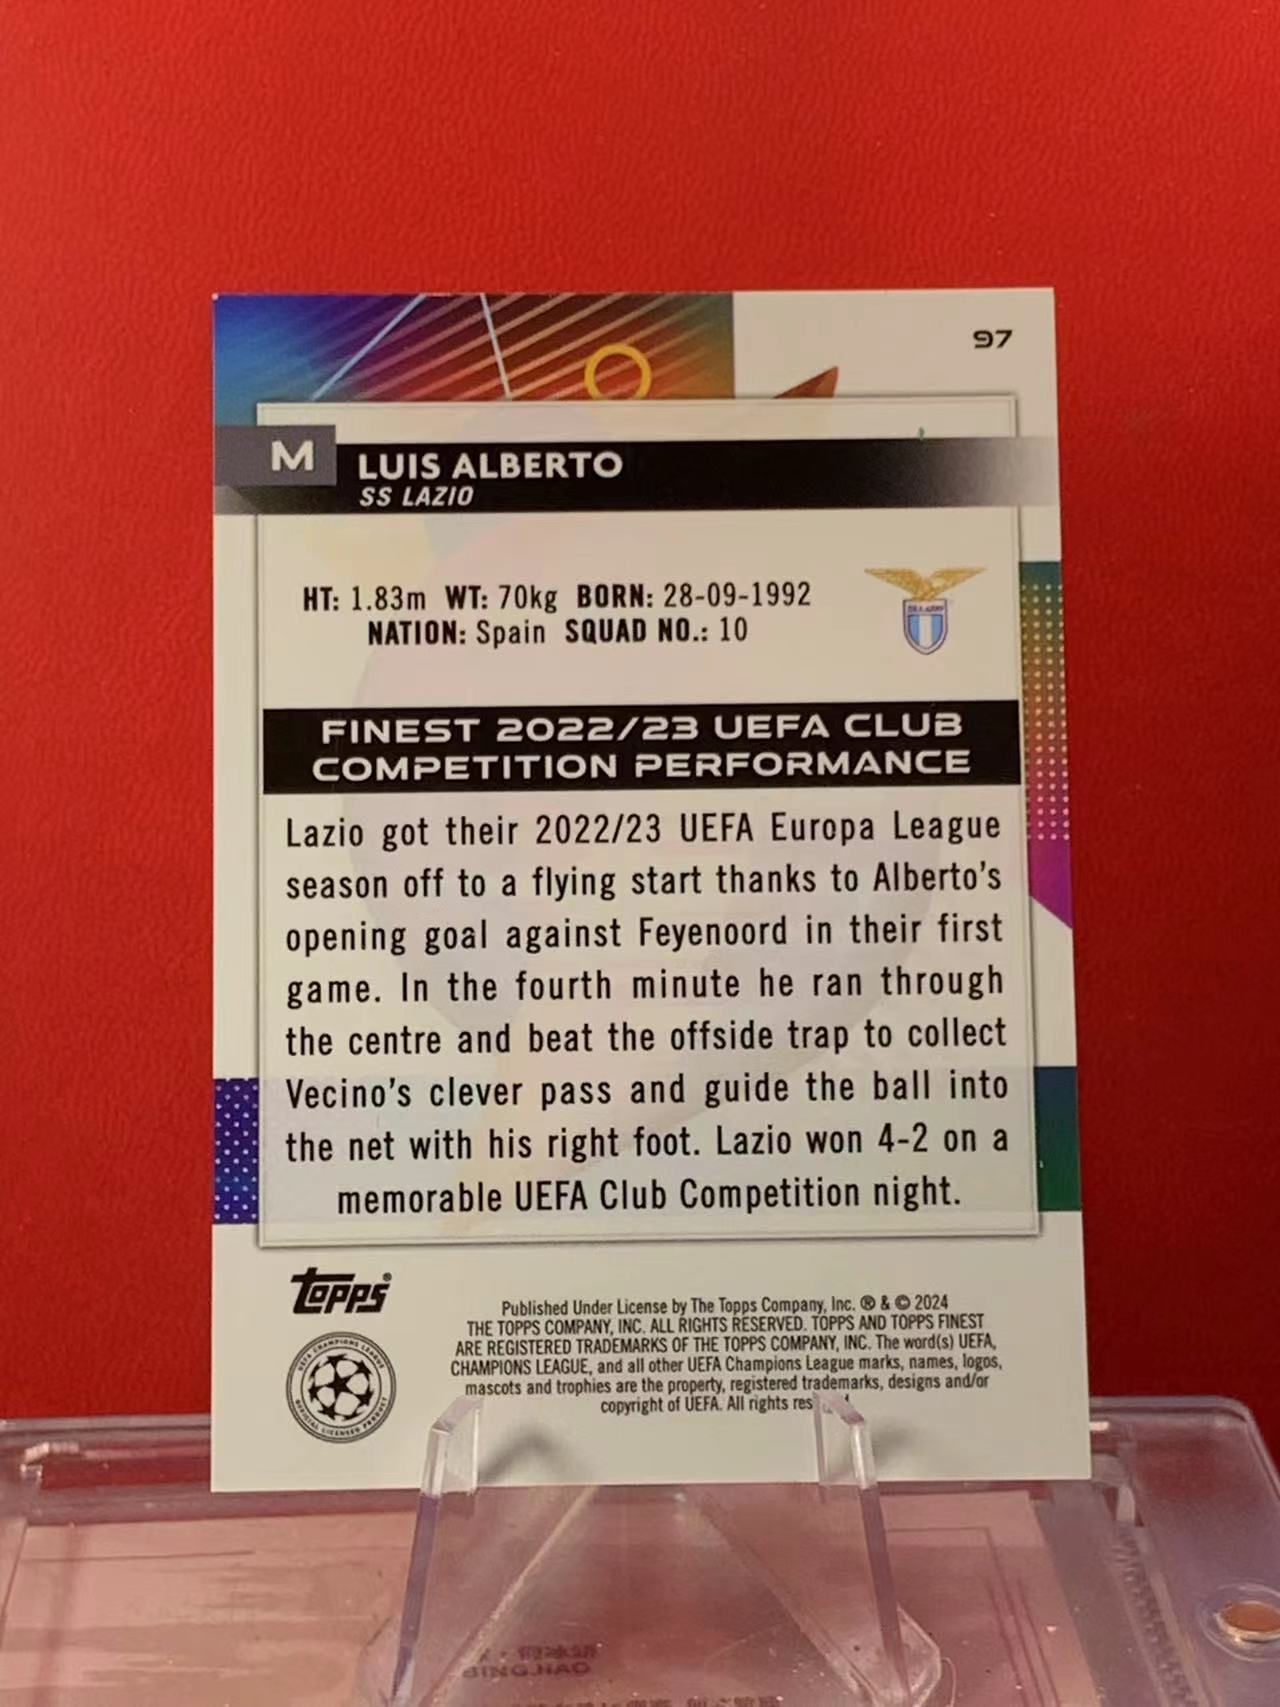 97
M
LUIS ALBERTO
SS LAZIO
HT: 1.83m WT: 70kg BORN: 28-09-1992
NATION: Spain SQUAD NO.: 10
FINEST 2022/23 UEFA CLUB
COMPETITION PERFORMANCE
Lazio got their 2022/23 UEFA Europa League
season off to a flying start thanks to Alberto's
opening goal against Feyenoord in their first
game. In the fourth minute he ran through
the centre and beat the offside trap to collect
Vecino's clever pass and guide the ball into
the net with his right foot. Lazio won 4-2 on a
memorable UEFA Club Competition night.
Topps®
UEFA CHAMPIONS LEAGUE
OFFICIAL LICENSED PRODUCT
Published Under License by The Topps Company, Inc. ® & © 2024
THE TOPPS COMPANY, INC. ALL RIGHTS RESERVED. TOPPS AND TOPPS FINEST
ARE REGISTERED TRADEMARKS OF THE TOPPS COMPANY, INC. The word(s) UEFA,
CHAMPIONS LEAGUE, and all other UEFA Champions League marks, names, logos,
mascots and trophies are the property, registered trademarks, designs and/or
copyright of UEFA. All rights